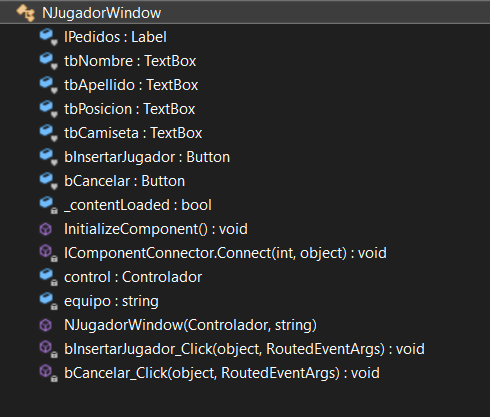 NJugadorWindow
lPedidos : Label
tbNombre : TextBox
tbApellido : TextBox
tbPosicion : TextBox
tbCamiseta : TextBox
bInsertarJugador : Button
bCancelar : Button
_contentLoaded : bool
InitializeComponent() : void
IComponentConnector.Connect(int, object) : void
control : Controlador
equipo : string
NJugadorWindow(Controlador, string)
bInsertarJugador_Click(object, RoutedEventArgs) : void
bCancelar_Click(object, RoutedEventArgs) : void